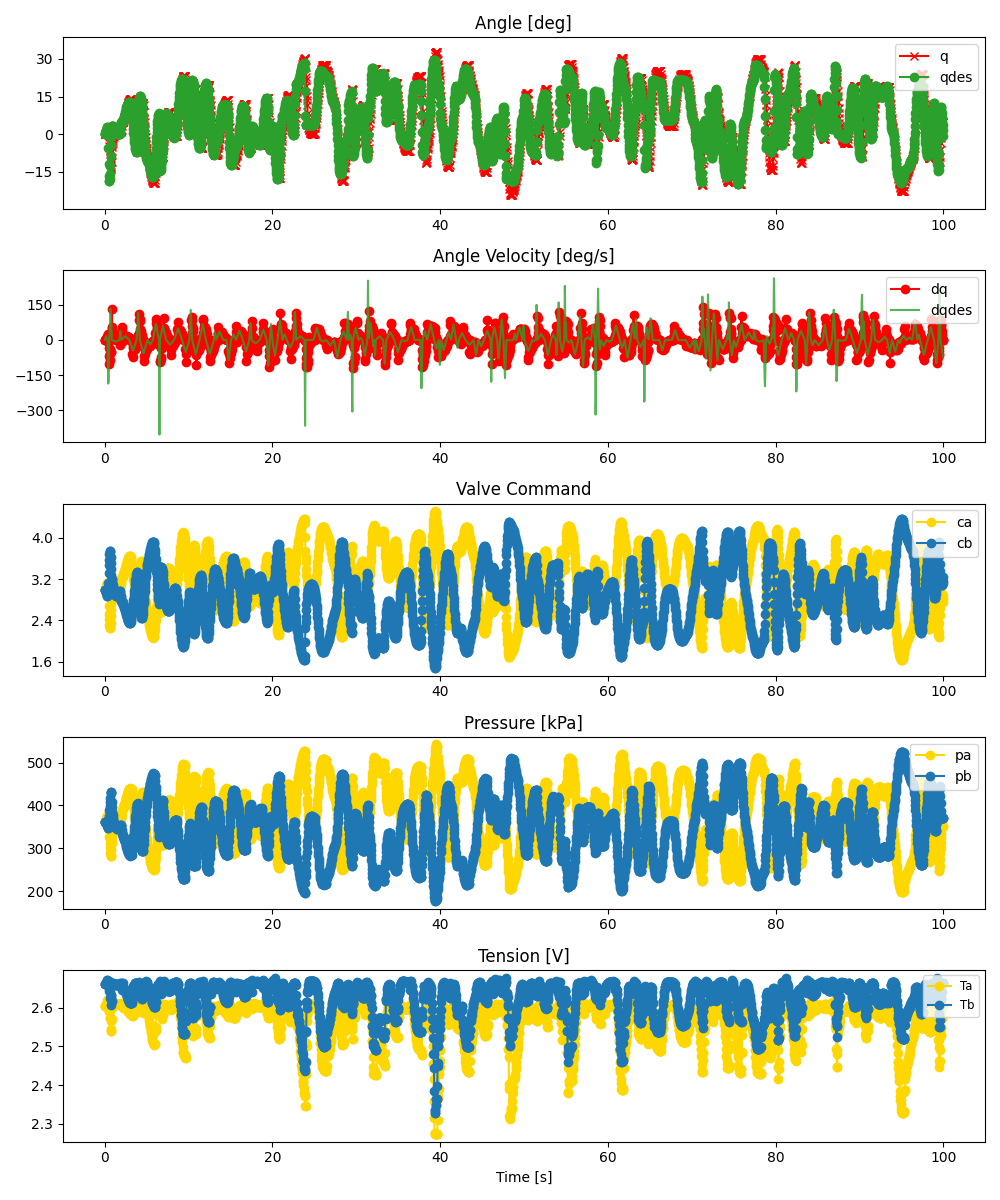 Angle [deg]
30
15
0
−15
q
qdes
0 20 40 60 80 100
Angle Velocity [deg/s]
150
0
−150
−300
dq
dqdes
0 20 40 60 80 100
Valve Command
4.0
3.2
2.4
1.6
ca
cb
0 20 40 60 80 100
Pressure [kPa]
500
400
300
200
pa
pb
0 20 40 60 80 100
Tension [V]
2.6
2.5
2.4
2.3
Ta
Tb
0 20 40 60 80 100
Time [s]